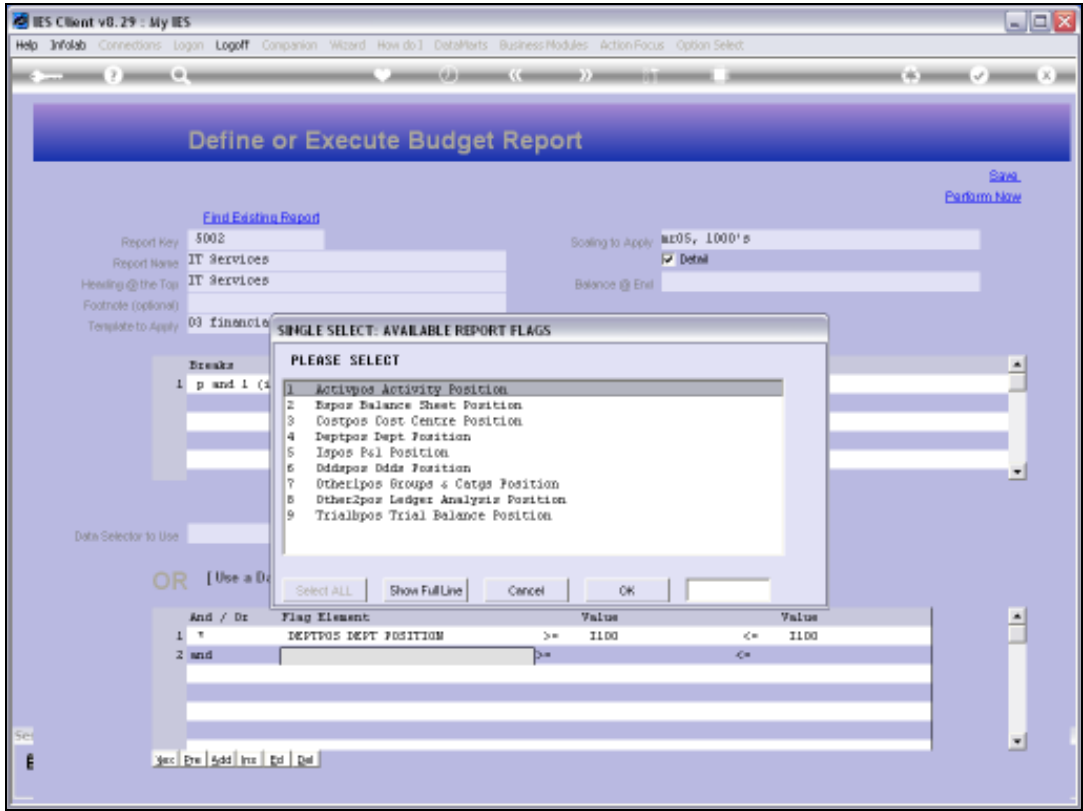 IES Client v8.29 : My IES
Help Infolab Connections Logon Logoff Companion Wizard How do I DataMarts Business Modules Action Focus Option Select
Define or Execute Budget Report
Save
Perform Now
Find Existing Report
Report Key 5002
Scaling to Apply mr05, 1000's
Report Name IT Services
Detail
Heading @ the Top IT Services
Balance @ End
Footnote (optional)
Template to Apply 03 financia
SINGLE SELECT: AVAILABLE REPORT FLAGS
PLEASE SELECT
Breaks
1 p and l (i
1 Activpos Activity Position
2 Bspos Balance Sheet Position
3 Costpos Cost Centre Position
4 Deptpos Dept Position
5 Ispos P&l Position
6 Oddspos Odds Position
7 Other1pos Groups & Catgs Position
8 Other2pos Ledger Analysis Position
9 Trialbpos Trial Balance Position
Data Selector to Use
OR [ Use a Da
Select ALL Show Full Line Cancel OK
And / Or Flag Element Value Value
1 * DEPTPOS DEPT POSITION >= I100 <= I100
2 and >= <=
Nex Pre Add Ins Ed Del